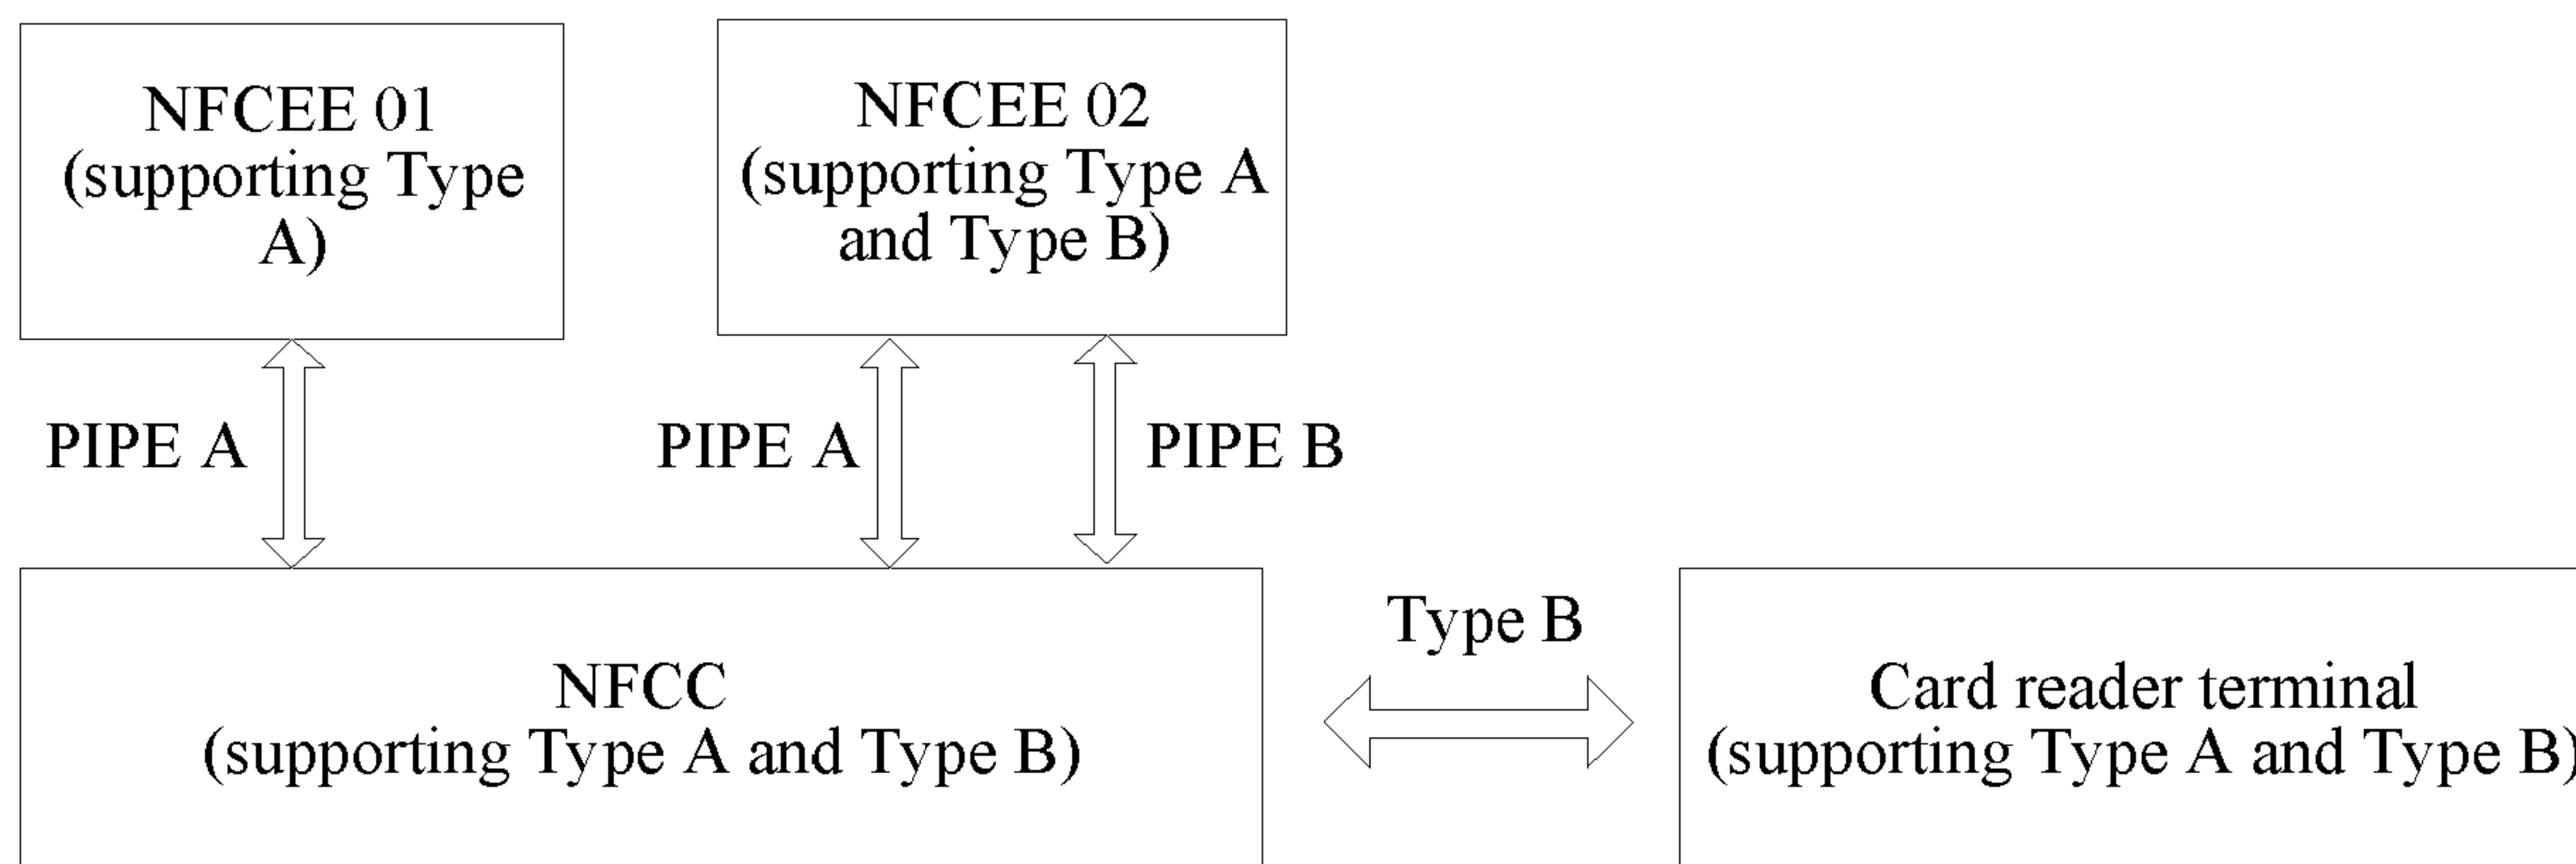 NFCEE 01
(supporting Type
A)
NFCEE 02
(supporting Type A
and Type B)
PIPE A
PIPE A
PIPE B
NFCC
(supporting Type A and Type B)
Type B
Card reader terminal
(supporting Type A and Type B)